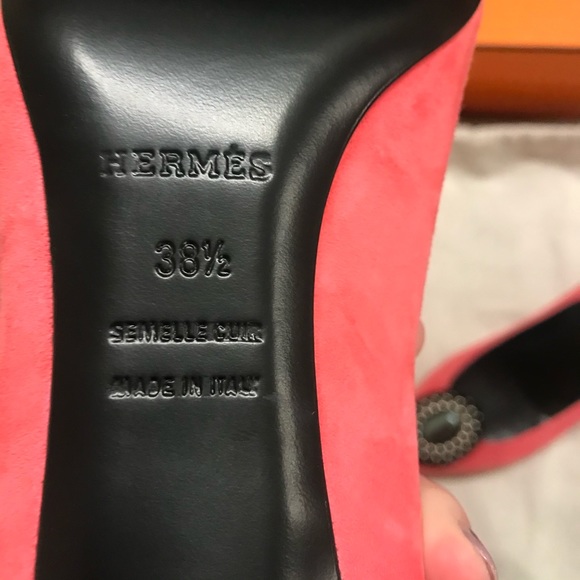 HERMÈS
38½
SEMELLE CUIR
MADE IN ITALY